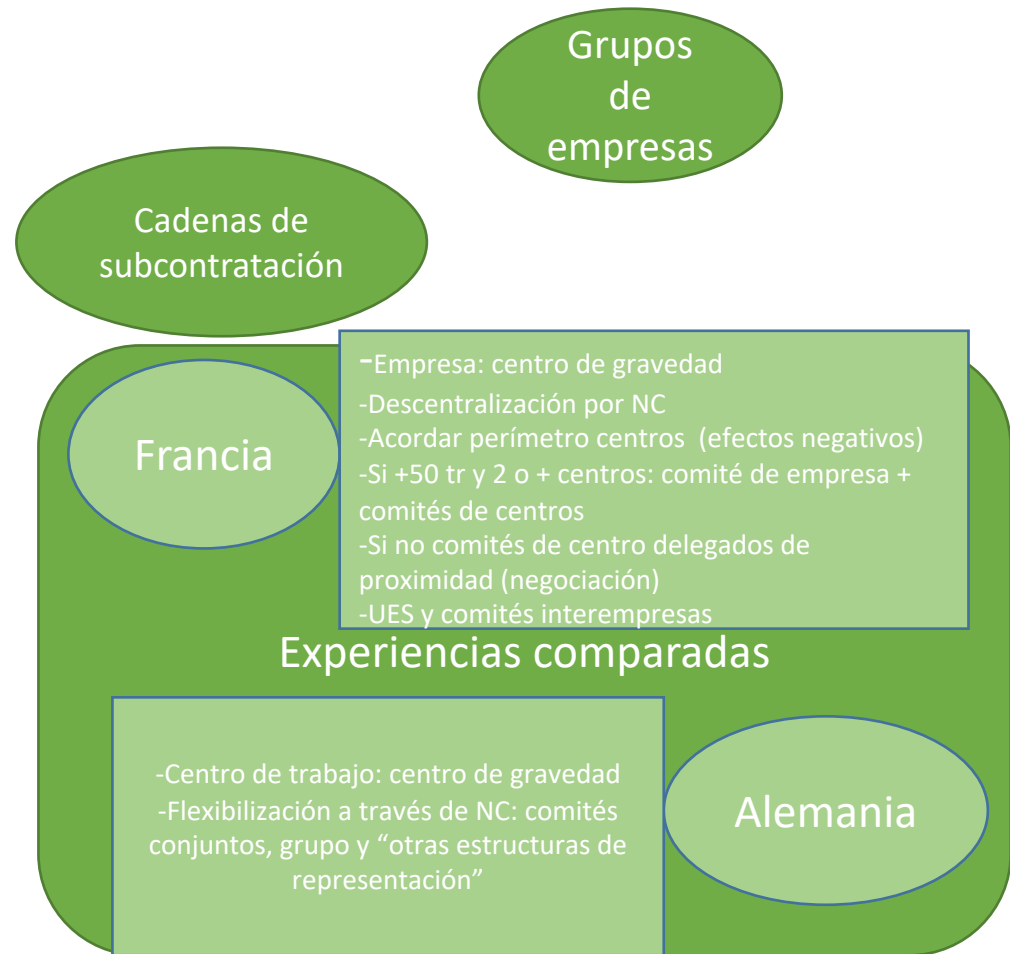 Grupos
de
empresas
Cadenas de
subcontratación
Francia
-Empresa: centro de gravedad
-Descentralización por NC
-Acordar perímetro centros (efectos negativos)
-Si +50 tr y 2 o + centros: comité de empresa +
comités de centros
-Si no comités de centro delegados de
proximidad (negociación)
-UES y comités interempresas
Experiencias comparadas
-Centro de trabajo: centro de gravedad
-Flexibilización a través de NC: comités
conjuntos, grupo y “otras estructuras de
representación”
Alemania